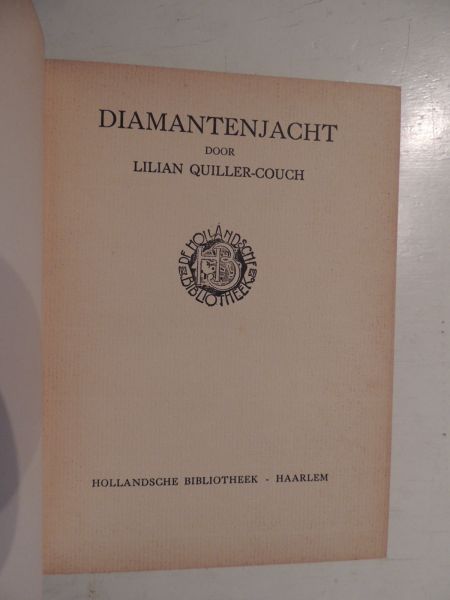 DIAMANTENJACHT
DOOR
LILIAN QUILLER-COUCH
DE HOLLANDSCHE
BIBLIOTHEEK
HOLLANDSCHE BIBLIOTHEEK - HAARLEM